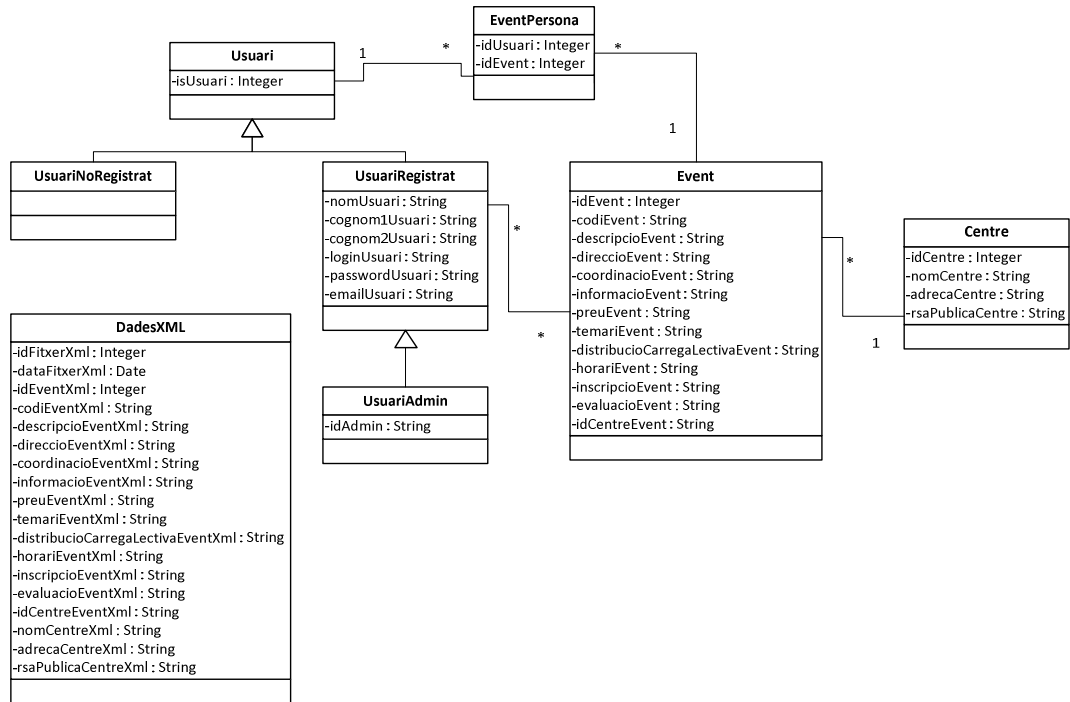 EventPersona
-idUsuari : Integer
-idEvent : Integer
Usuari
-isUsuari : Integer
1
*
*
1
UsuariNoRegistrat
UsuariRegistrat
-nomUsuari : String
-cognom1Usuari : String
-cognom2Usuari : String
-loginUsuari : String
-passwordUsuari : String
-emailUsuari : String
*
*
Event
-idEvent : Integer
-codiEvent : String
-descripcioEvent : String
-direccioEvent : String
-coordinacioEvent : String
-informacioEvent : String
-preuEvent : String
-temariEvent : String
-distribucioCarregaLectivaEvent : String
-horariEvent : String
-inscripcioEvent : String
-evaluacioEvent : String
-idCentreEvent : String
*
1
Centre
-idCentre : Integer
-nomCentre : String
-adrecaCentre : String
-rsaPublicaCentre : String
UsuariAdmin
-idAdmin : String
DadesXML
-idFitxerXml : Integer
-dataFitxerXml : Date
-idEventXml : Integer
-codiEventXml : String
-descripcioEventXml : String
-direccioEventXml : String
-coordinacioEventXml : String
-informacioEventXml : String
-preuEventXml : String
-temariEventXml : String
-distribucioCarregaLectivaEventXml : String
-horariEventXml : String
-inscripcioEventXml : String
-evaluacioEventXml : String
-idCentreEventXml : String
-nomCentreXml : String
-adrecaCentreXml : String
-rsaPublicaCentreXml : String